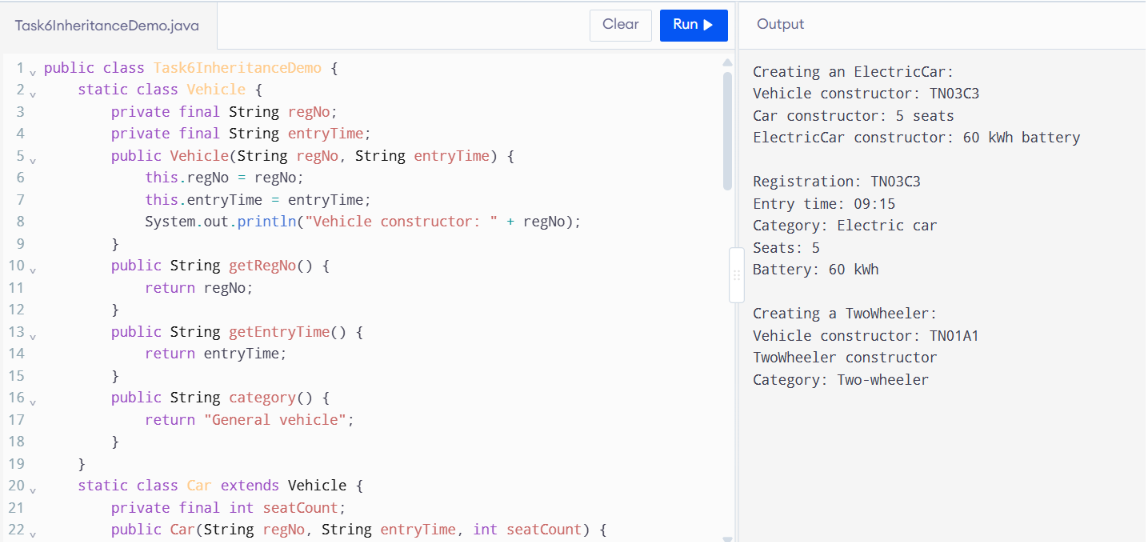 Task6InheritanceDemo.java
Clear
Run
Output
1 public class Task6InheritanceDemo {
2 static class Vehicle {
3 private final String regNo;
4 private final String entryTime;
5 public Vehicle(String regNo, String entryTime) {
6 this.regNo = regNo;
7 this.entryTime = entryTime;
8 System.out.println("Vehicle constructor: " + regNo);
9 }
10 public String getRegNo() {
11 return regNo;
12 }
13 public String getEntryTime() {
14 return entryTime;
15 }
16 public String category() {
17 return "General vehicle";
18 }
19 }
20 static class Car extends Vehicle {
21 private final int seatCount;
22 public Car(String regNo, String entryTime, int seatCount) {
Creating an ElectricCar:
Vehicle constructor: TN03C3
Car constructor: 5 seats
ElectricCar constructor: 60 kWh battery
Registration: TN03C3
Entry time: 09:15
Category: Electric car
Seats: 5
Battery: 60 kWh
Creating a TwoWheeler:
Vehicle constructor: TN01A1
TwoWheeler constructor
Category: Two-wheeler